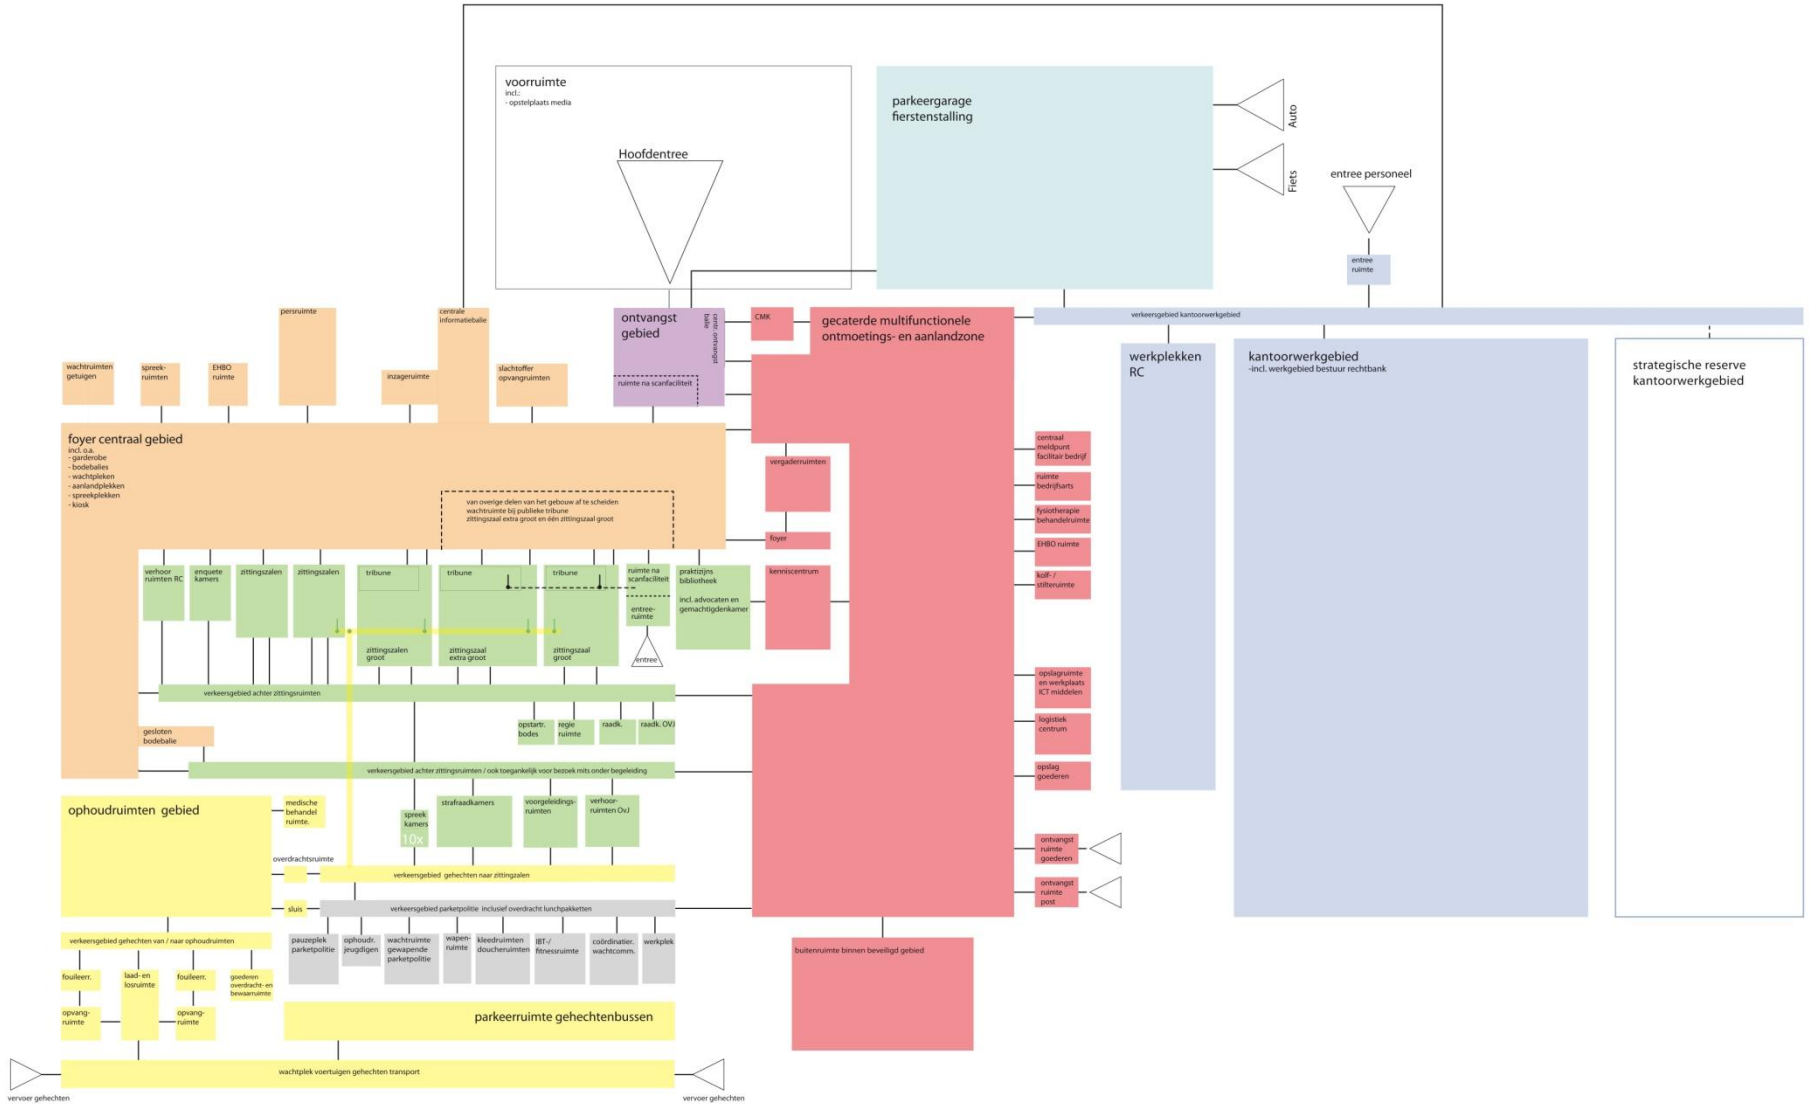 voorruimte
incl.:
- opstelplaats media
Hoofdentree
parkeergarage
fierstenstalling
Auto
Fiets
entree personeel
entree
ruimte
persruimte
centrale
informatiebalie
ontvangst
gebied
centr. ontvangst
balie
ruimte na scanfaciliteit
CMK
gecaterde multifunctionele
ontmoetings- en aanlandzone
verkeersgebied kantoorwerkgebied
wachtruimten
getuigen
spreek-
ruimten
EHBO
ruimte
inzageruimte
slachtoffer
opvangruimten
werkplekken
RC
kantoorwerkgebied
-incl. werkgebied bestuur rechtbank
strategische reserve
kantoorwerkgebied
foyer centraal gebied
incl. o.a.
- garderobe
- bodebalies
- wachtpleken
- aanlandplekken
- spreekplekken
- kiosk
van overige delen van het gebouw af te scheiden
wachtruimte bij publieke tribune
zittingszaal extra groot en één zittingszaal groot
vergaderruimten
foyer
kenniscentrum
centraal
meldpunt
facilitair bedrijf
ruimte
bedrijfsarts
fysiotherapie
behandelruimte
EHBO ruimte
kolf- /
stilteruimte
verhoor
ruimten RC
enquete
kamers
zittingszalen
zittingszalen
tribune
zittingszalen
groot
tribune
zittingszaal
extra groot
tribune
zittingszaal
groot
ruimte na
scanfaciliteit
entree-
ruimte
entree
praktizijns
bibliotheek
incl. advocaten en
gemachtigdenkamer
verkeersgebied achter zittingsruimten
opslagruimte
en werkplaats
ICT middelen
logistiek
centrum
opslag
goederen
gesloten
bodebalie
opstartr.
bodes
regie
ruimte
raadk.
raadk. OVJ
verkeersgebied achter zittingsruimten / ook toegankelijk voor bezoek mits onder begeleiding
ophoudruimten gebied
medische
behandel
ruimte.
spreek
kamers
10x
strafraadkamers
voorgeleidings-
ruimten
verhoor-
ruimten OvJ
ontvangst
ruimte
goederen
overdrachtsruimte
verkeersgebied gehechten naar zittingzalen
ontvangst
ruimte
post
sluis
verkeersgebied parketpolitie inclusief overdracht lunchpakketten
verkeersgebied gehechten van / naar ophoudruimten
pauzeplek
parketpolitie
ophoudr.
jeugdigen
wachtruimte
gewapende
parketpolitie
wapen-
ruimte
kleedruimten
doucheruimten
IBT-/
fitnessruimte
coördinatier.
wachtcomm.
werkplek
buitenruimte binnen beveiligd gebied
fouileerr.
laad- en
losruimte
fouileerr.
goederen
overdracht- en
bewaarruimte
opvang-
ruimte
opvang-
ruimte
parkeerruimte gehechtenbussen
wachtplek voertuigen gehechten transport
vervoer gehechten
vervoer gehechten